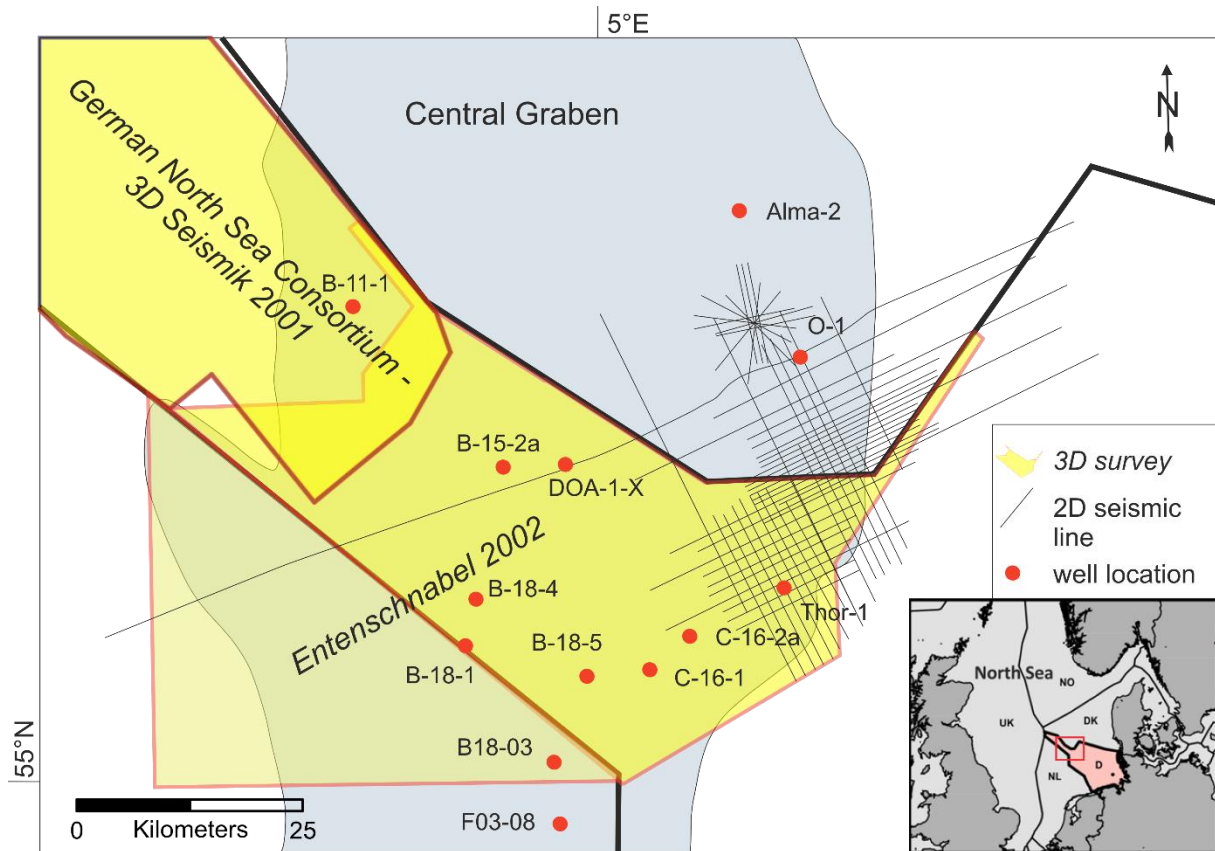 5°E
Central Graben
N
German North Sea Consortium -
3D Seismik 2001
Alma-2
B-11-1
O-1
B-15-2a
DOA-1-X
3D survey
2D seismic
line
well location
Entenschnabel 2002
B-18-4
Thor-1
C-16-2a
B-18-5
B-18-1
C-16-1
North Sea
NO
UK
DK
D
NL
55°N
B18-03
0
Kilometers
25
F03-08